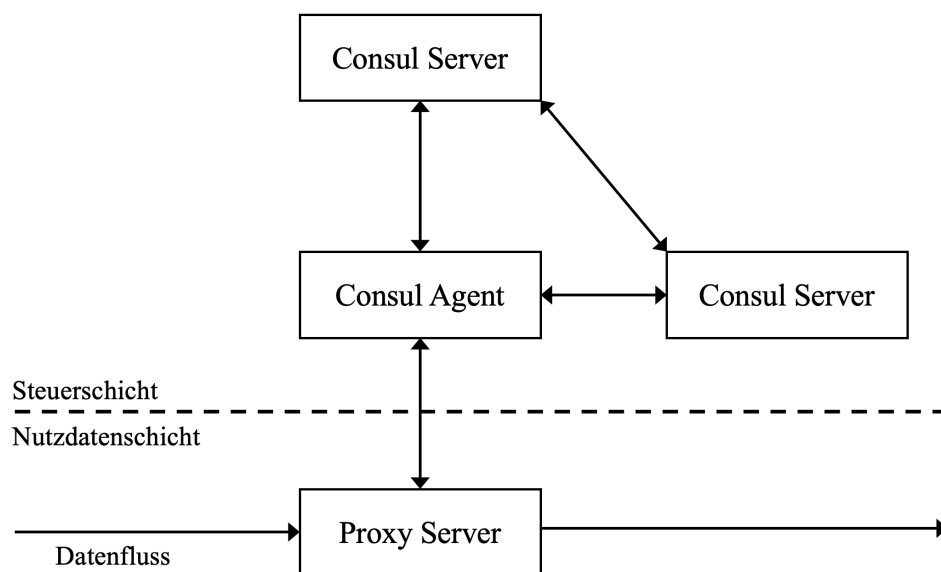 Consul Server
Consul Agent
Consul Server
Steuerschicht
Nutzdatenschicht
Proxy Server
Datenfluss